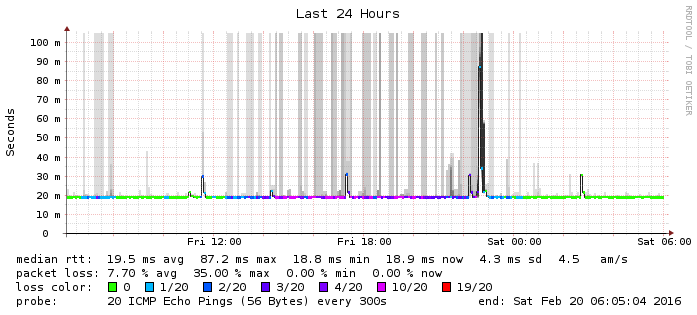 Last 24 Hours
RRDTOOL / TOBI OETIKER
Seconds
100 m
90 m
80 m
70 m
60 m
50 m
40 m
30 m
20 m
10 m
0
Fri 12:00 Fri 18:00 Sat 00:00 Sat 06:00
median rtt: 19.5 ms avg 87.2 ms max 18.8 ms min 18.9 ms now 4.3 ms sd 4.5 am/s
packet loss: 7.70 % avg 35.00 % max 0.00 % min 0.00 % now
loss color: 0 1/20 2/20 3/20 4/20 10/20 19/20
probe: 20 ICMP Echo Pings (56 Bytes) every 300s end: Sat Feb 20 06:05:04 2016